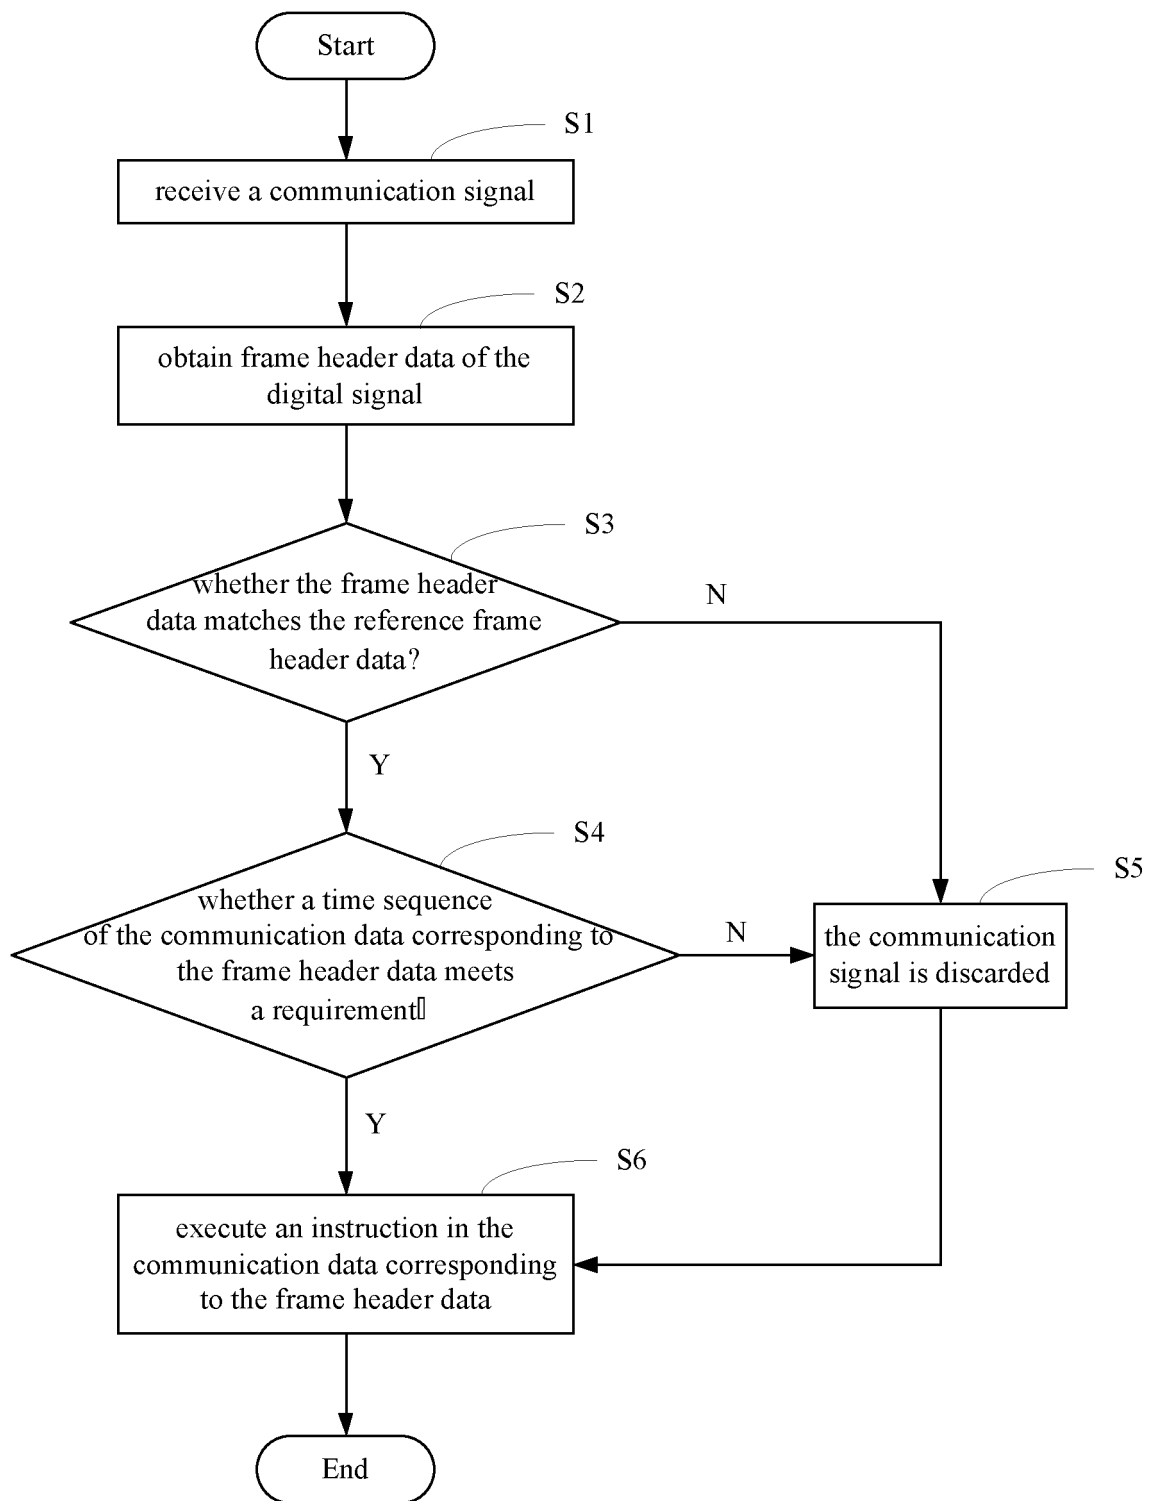 Start
S1
receive a communication signal
S2
obtain frame header data of the
digital signal
S3
whether the frame header
data matches the reference frame
header data?
N
Y
S4
whether a time sequence
of the communication data corresponding to
the frame header data meets
a requirement
N
S5
the communication
signal is discarded
Y
S6
execute an instruction in the
communication data corresponding
to the frame header data
End